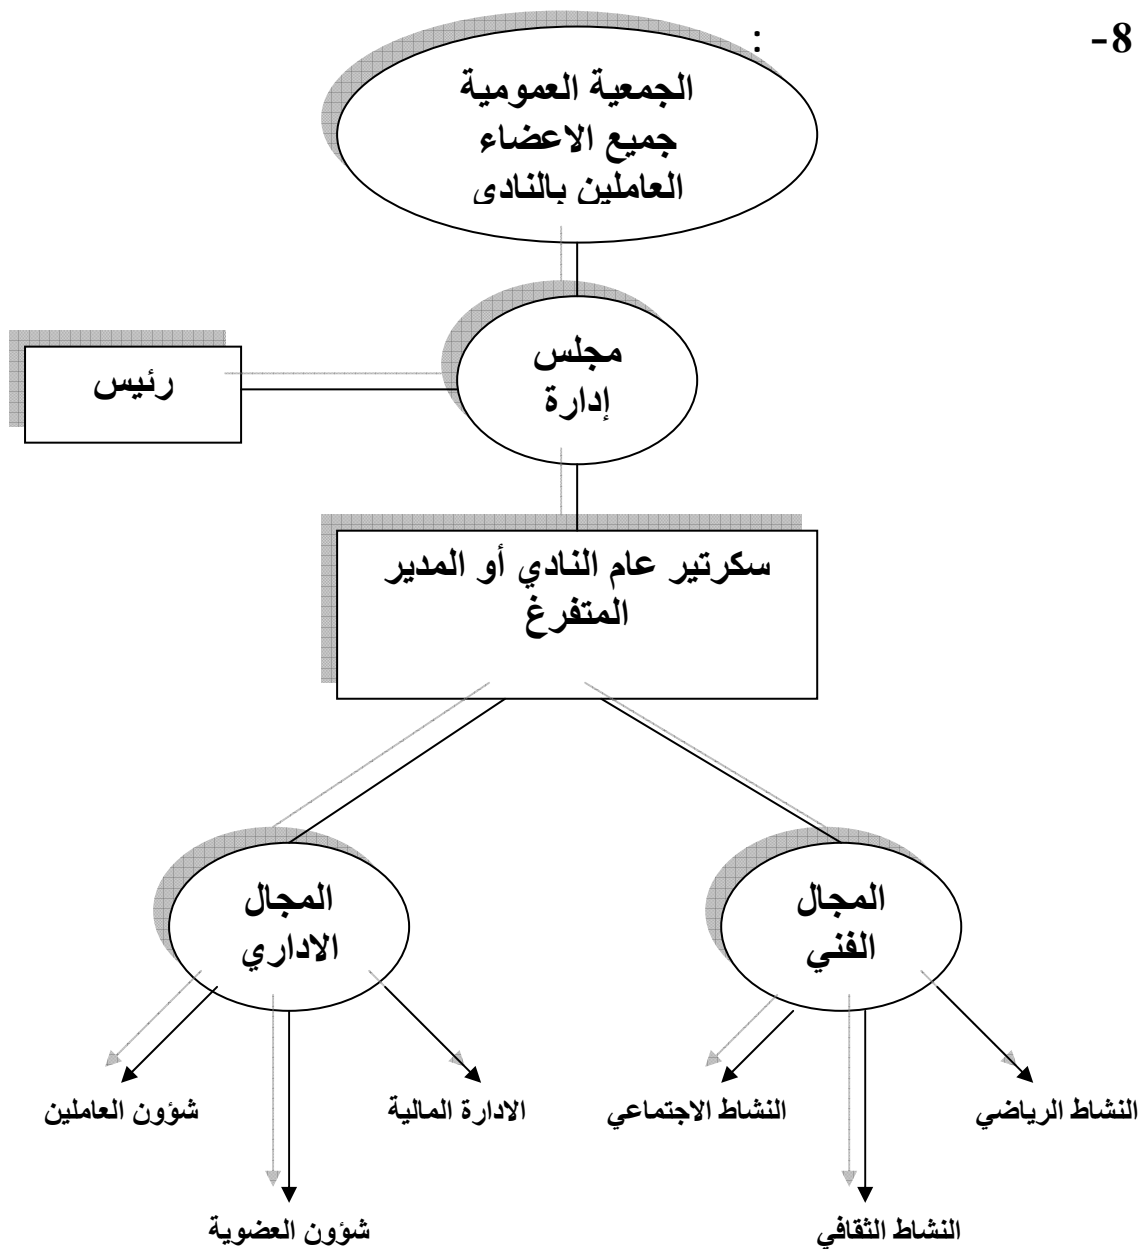 8-
:
الجمعية العمومية
جميع الاعضاء
العاملين بالنادى
مجلس
إدارة
رئيس
سكرتير عام النادي أو المدير
المتفرغ
المجال
الفني
المجال
الاداري
النشاط الرياضي
النشاط الاجتماعي
الادارة المالية
شؤون العاملين
النشاط الثقافي
شؤون العضوية